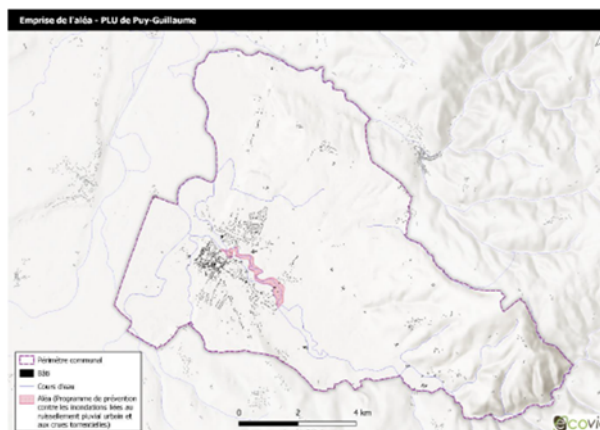 Emprise de l'aléa - PLU de Puy-Guillaume
Périmètre communal
Bâti
Cours d'eau
Aléa (Programme de prévention
contre les inondations liées au
ruissellement pluvial urbain et
aux crues torrentielles)
0 2 4 km
ecovia